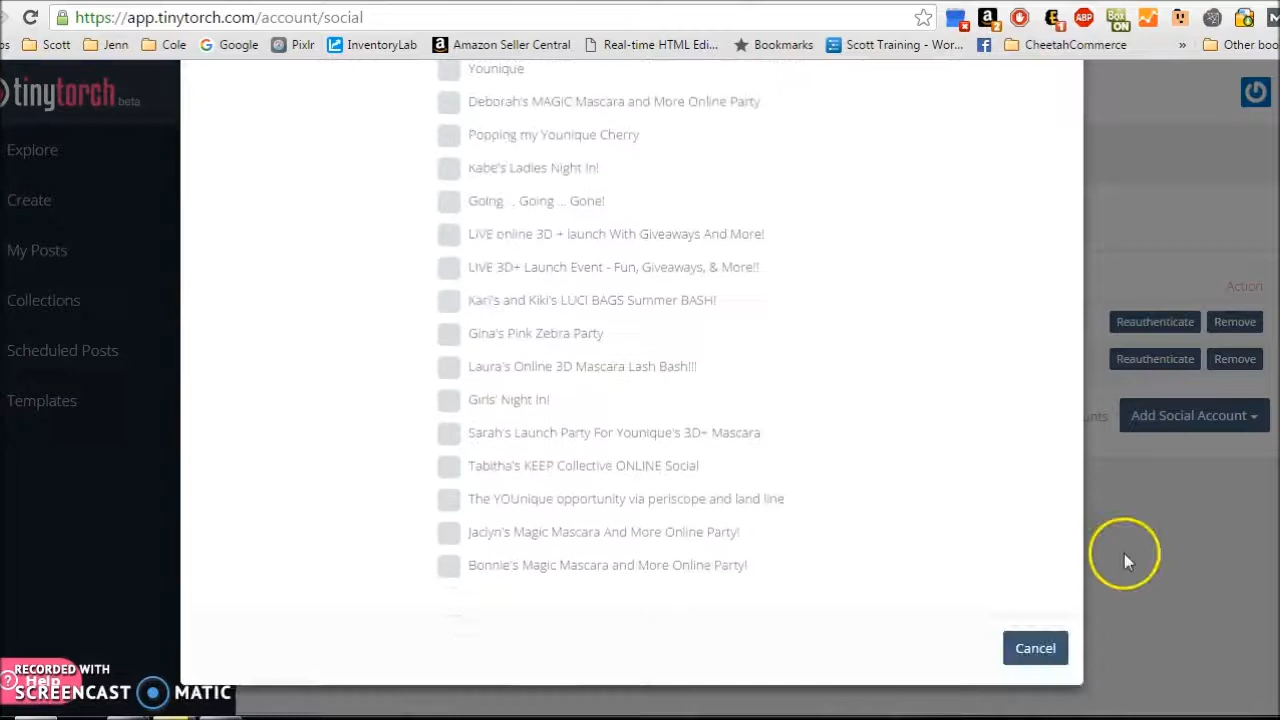 https://app.tinytorch.com/account/social
Scott
Jenn
Cole
Google
Pixlr
InventoryLab
Amazon Seller Central
Real-time HTML Edi...
Bookmarks
Scott Training - Wor...
CheetahCommerce
»
Other boo
tinytorch beta
Explore
Create
My Posts
Collections
Scheduled Posts
Templates
Younique
Deborah's MAGIC Mascara and More Online Party
Popping my Younique Cherry
Kabe's Ladies Night In!
Going ... Going ... Gone!
LIVE online 3D + launch With Giveaways And More!
LIVE 3D+ Launch Event - Fun, Giveaways, & More!!
Kari's and Kiki's LUCI BAGS Summer BASH!
Gina's Pink Zebra Party
Laura's Online 3D Mascara Lash Bash!!!
Girls' Night In!
Sarah's Launch Party For Younique's 3D+ Mascara
Tabitha's KEEP Collective ONLINE Social
The YOUnique opportunity via periscope and land line
Jaclyn's Magic Mascara And More Online Party!
Bonnie's Magic Mascara and More Online Party!
Action
Reauthenticate Remove
Reauthenticate Remove
unts Add Social Account
Cancel
Help
RECORDED WITH
SCREENCAST MATIC